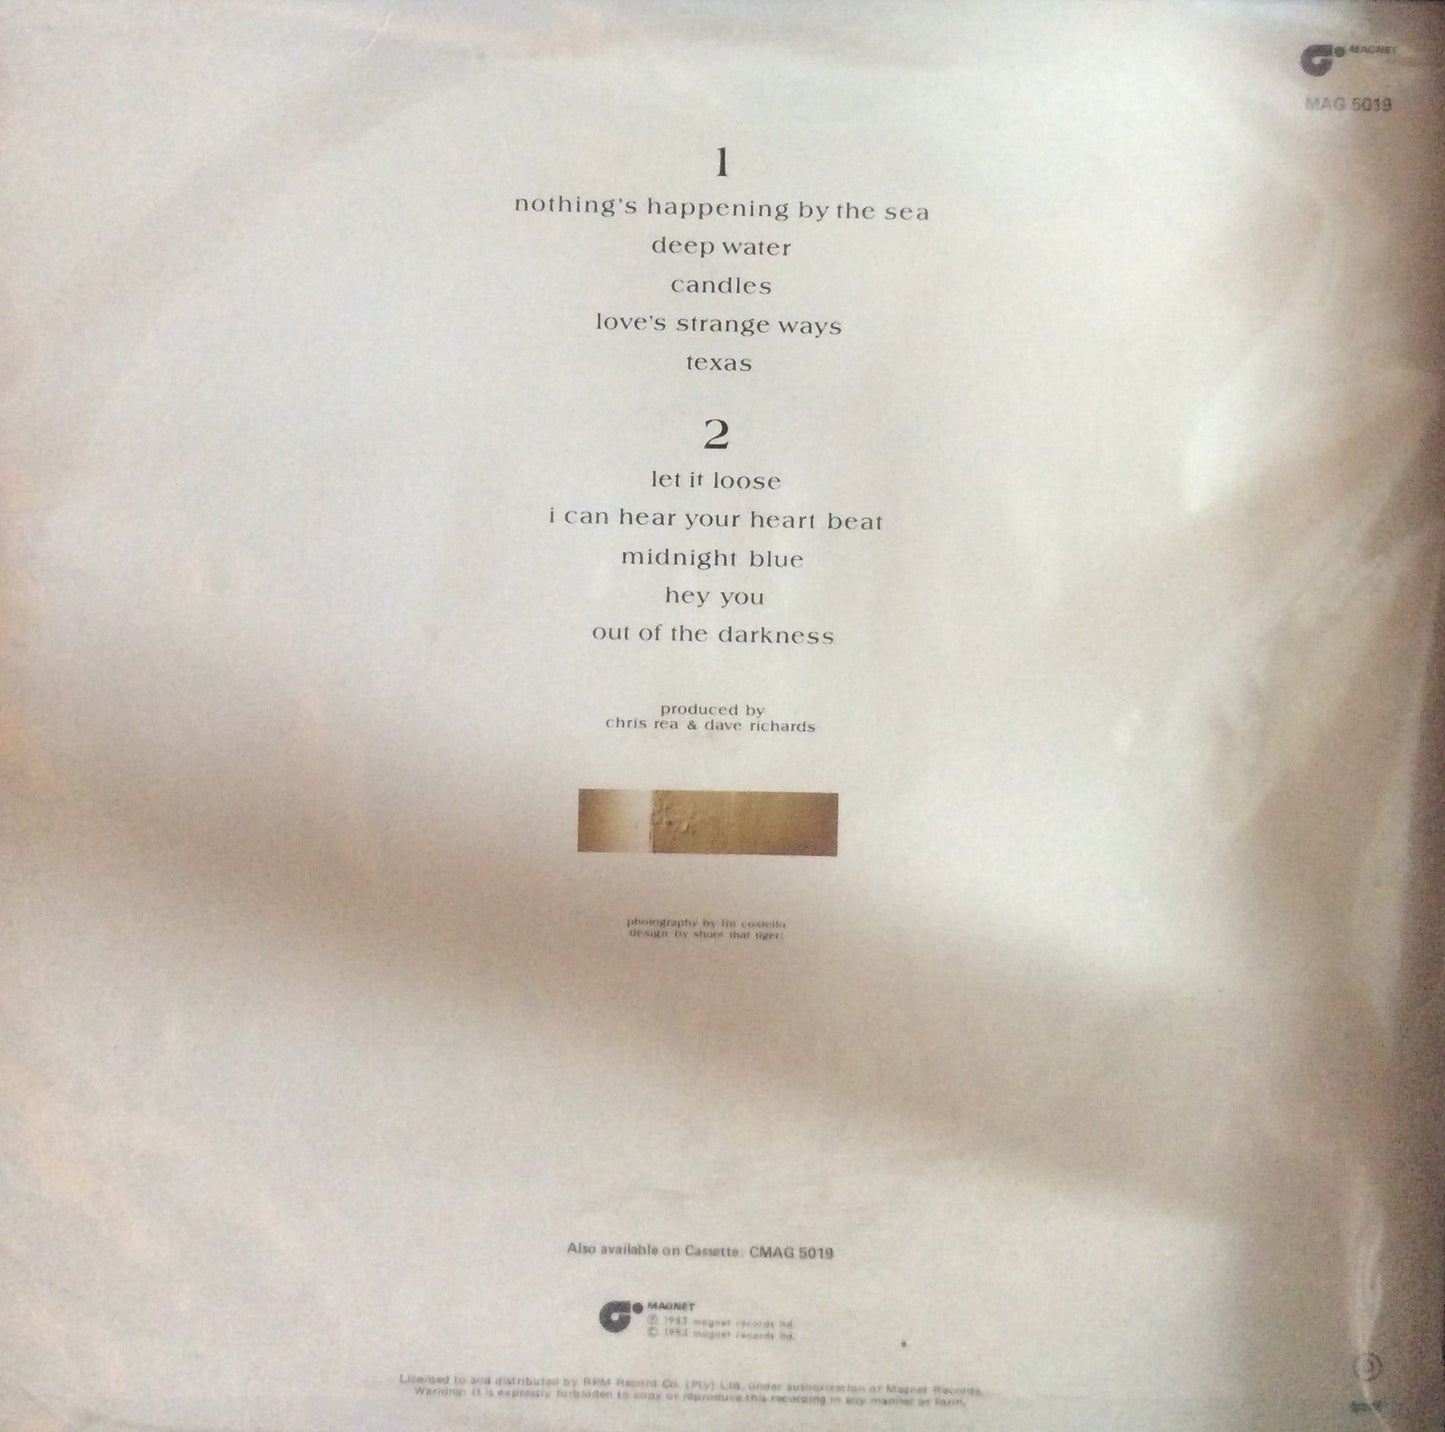 MAGNET
MAG 5019
1
nothing's happening by the sea
deep water
candles
love's strange ways
texas
2
let it loose
i can hear your heart beat
midnight blue
hey you
out of the darkness
produced by
chris rea & dave richards
photography by fin costello
design by shoot that tiger!
Also available on Cassette: CMAG 5019
MAGNET
Ⓟ 1983 magnet records ltd.
© 1983 magnet records ltd.
Licensed to and distributed by RPM Record Co. (Pty) Ltd. under authorization of Magnet Records.
Warning: It is expressly forbidden to copy or reproduce this recording in any manner or form.